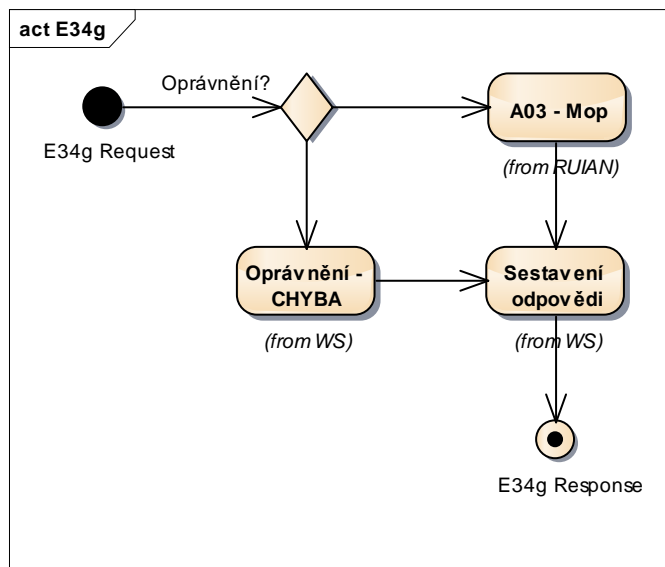 act E34g
Oprávnění?
A03 - Mop
E34g Request
(from RUIAN)
Oprávnění -
CHYBA
Sestavení
odpovědi
(from WS)
(from WS)
E34g Response